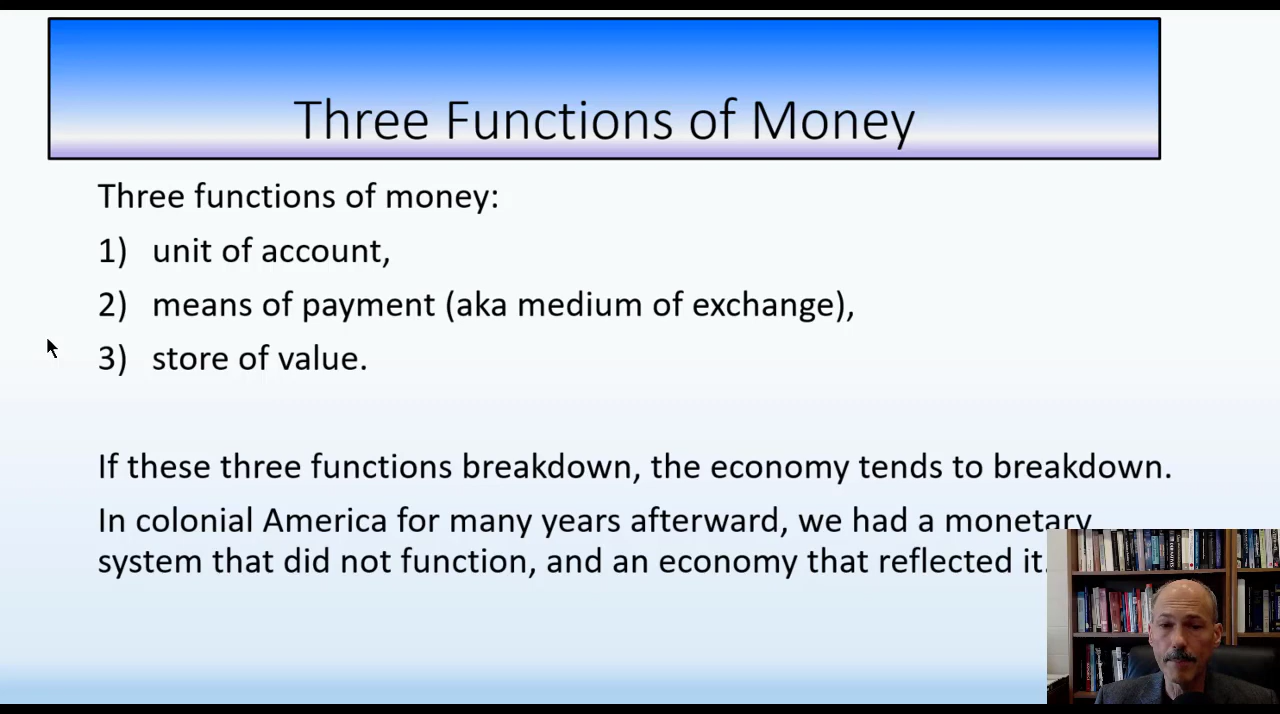 Three Functions of Money
Three functions of money:
1) unit of account,
2) means of payment (aka medium of exchange),
3) store of value.
If these three functions breakdown, the economy tends to breakdown.
In colonial America for many years afterward, we had a monetary
system that did not function, and an economy that reflected it.